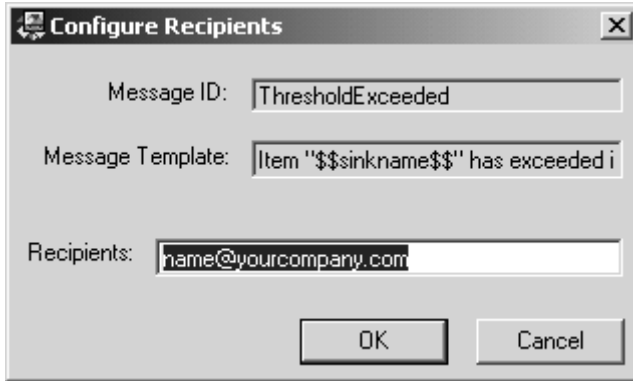 Configure Recipients
Message ID: ThresholdExceeded
Message Template: Item "$$sinkname$$" has exceeded i
Recipients: name@yourcompany.com
OK Cancel